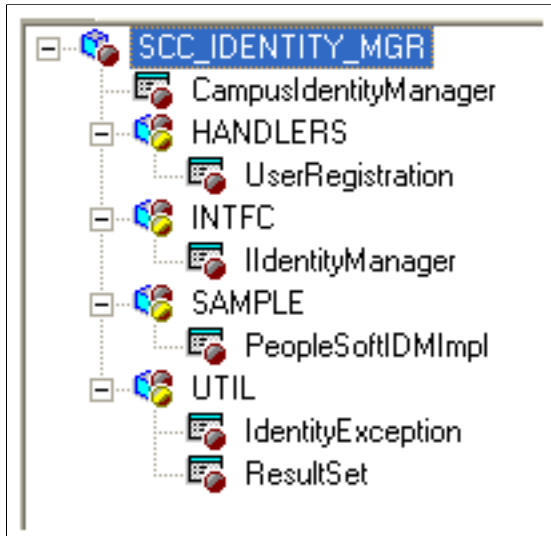 SCC_IDENTITY_MGR
CampusIdentityManager
HANDLERS
UserRegistration
INTFC
IIdentityManager
SAMPLE
PeopleSoftIDMImpl
UTIL
IdentityException
ResultSet